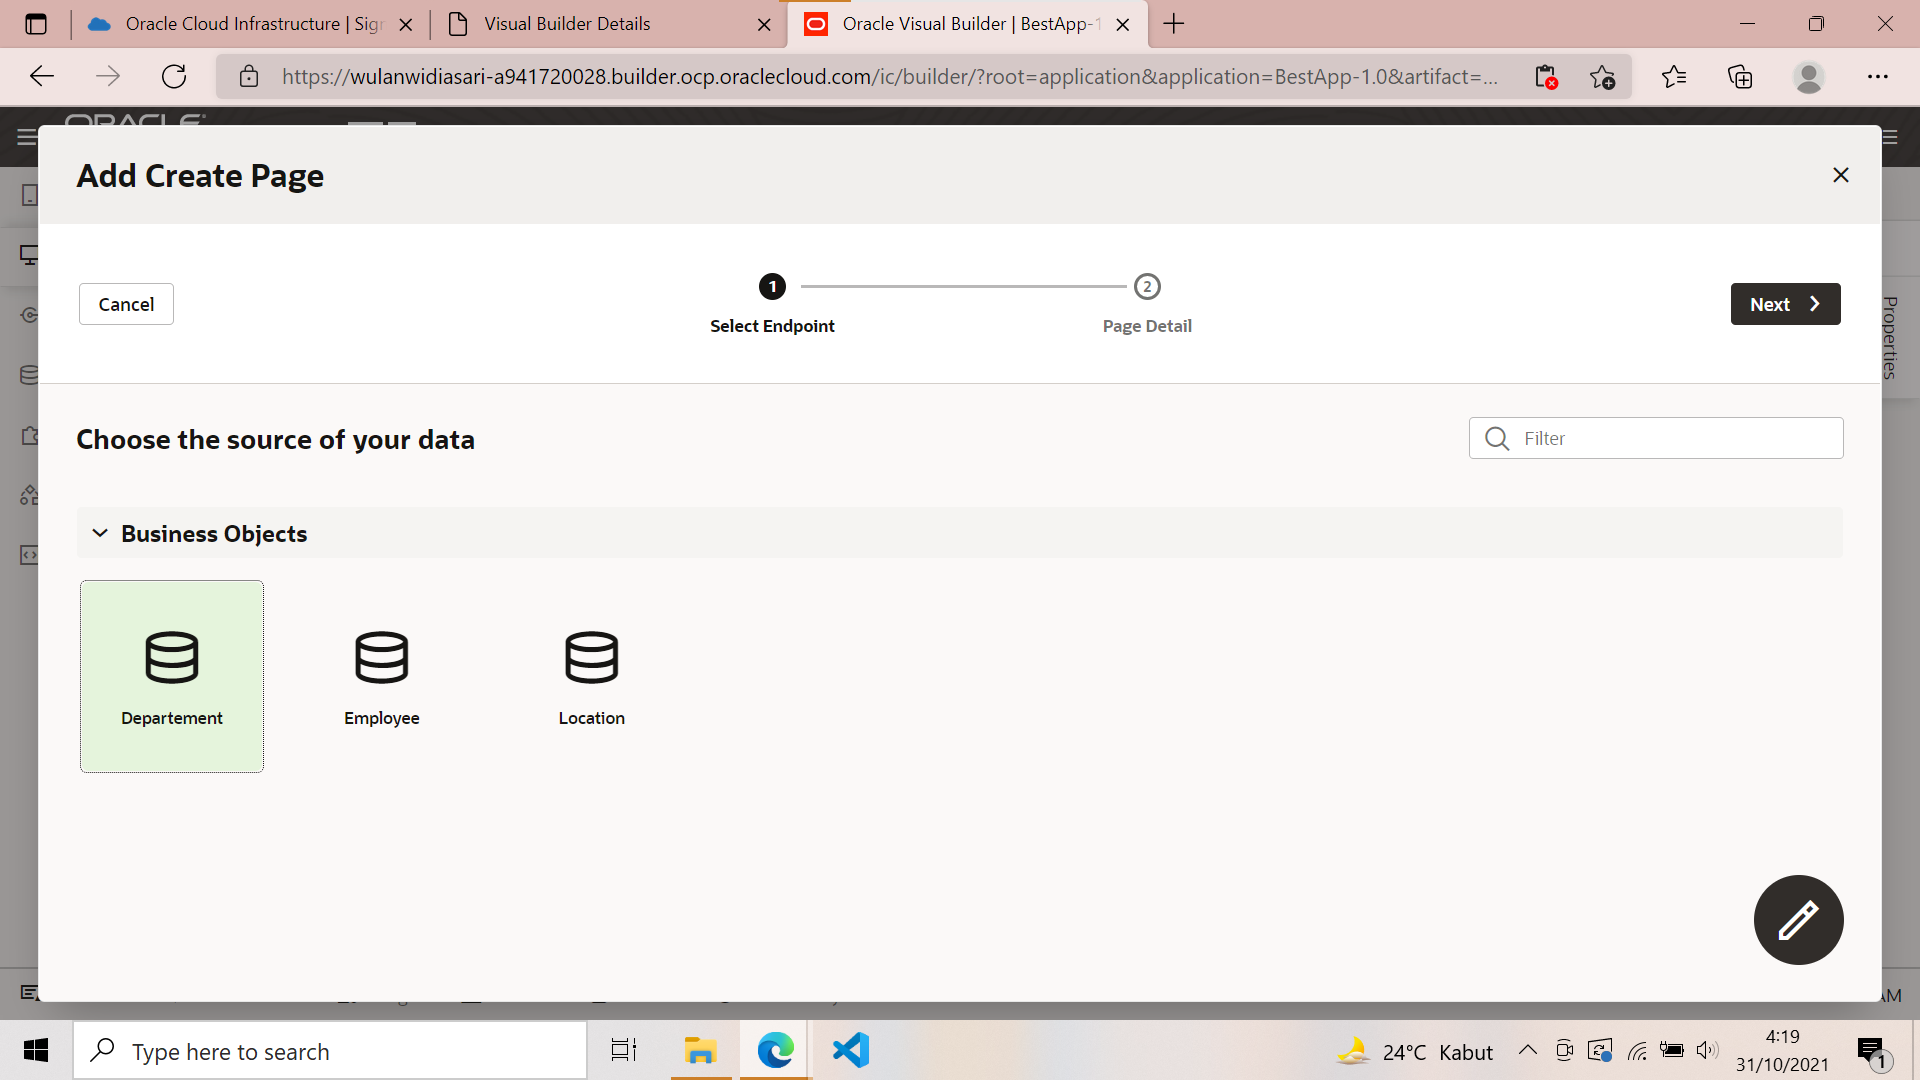 Oracle Cloud Infrastructure | Sign
Visual Builder Details
Oracle Visual Builder | BestApp-1
https://wulanwidiasari-a941720028.builder.ocp.oraclecloud.com/ic/builder/?root=application&application=BestApp-1.0&artifact=...
ORACLE
Add Create Page
Cancel
1
2
Select Endpoint
Page Detail
Next
Properties
Choose the source of your data
Filter
Business Objects
Departement
Employee
Location
AM
Type here to search
24°C Kabut
4:19
31/10/2021
1